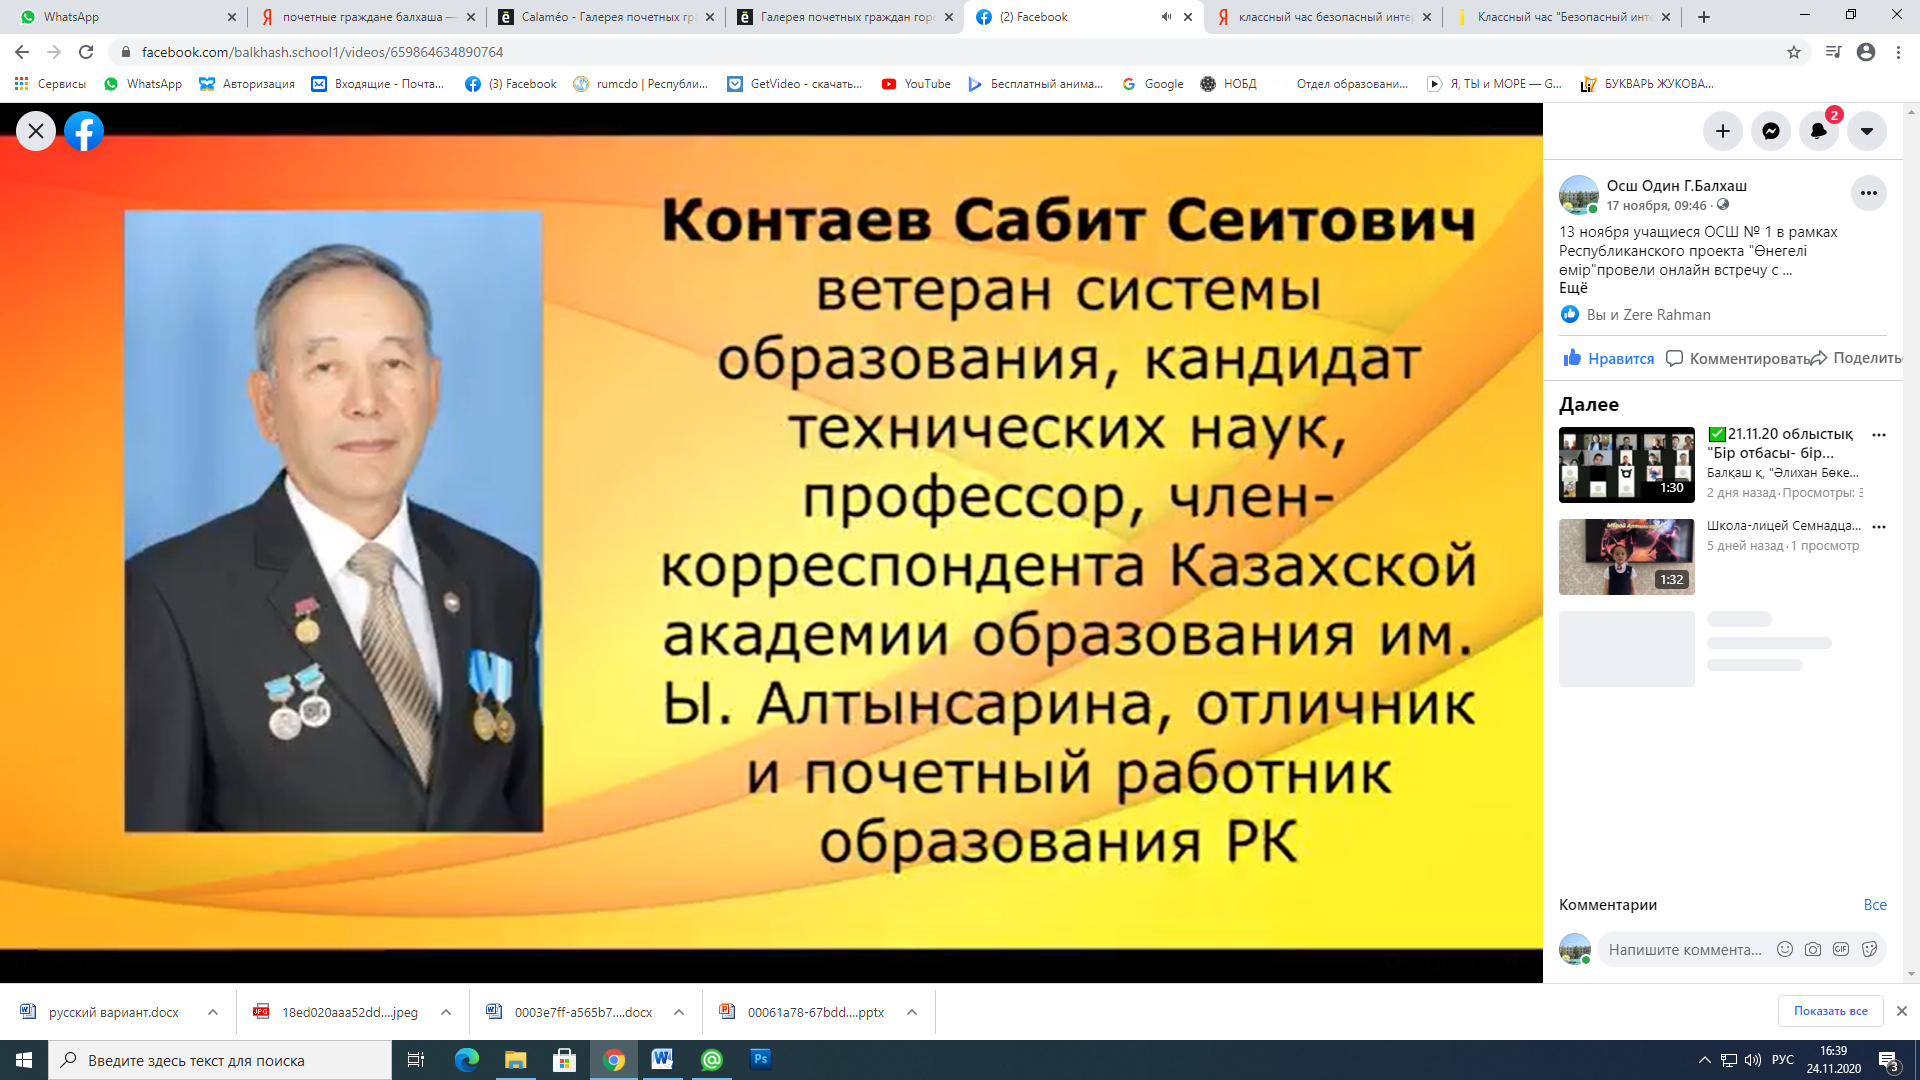 WhatsApp
почетные граждане балхаша —
Calaméo - Галерея почетных гр
Галерея почетных граждан горо
(2) Facebook
классный час безопасный интер
Классный час "Безопасный инте
facebook.com/balkhash.school1/videos/659864634890764
Сервисы
WhatsApp
Авторизация
Входящие - Почта...
(3) Facebook
rumcdo | Республи...
GetVideo - скачать...
YouTube
Бесплатный анима...
Google
НОБД
Отдел образовани...
Я, ТЫ и МОРЕ — G...
БУКВАРЬ ЖУКОВА...
Контаев Сабит Сеитович
ветеран системы
образования, кандидат
технических наук,
профессор, член-
корреспондента Казахской
академии образования им.
Ы. Алтынсарина, отличник
и почетный работник
образования РК
2
Осш Один Г.Балхаш
17 ноября, 09:46 ·
13 ноября учащиеся ОСШ № 1 в рамках
Республиканского проекта "Өнегелі
өмір"провели онлайн встречу с ...
Ещё
Вы и Zere Rahman
Нравится
Комментировать
Поделить
Далее
21.11.20 облыстық
"Бір отбасы- бір...
Балқаш қ, "Әлихан Бөке...
2 дня назад · Просмотры: 3
1:30
Школа-лицей Семнадца...
5 дней назад · 1 просмотр
1:32
Комментарии
Все
Напишите коммента...
GIF
русский вариант.docx
18ed020aaa52dd....jpeg
0003e7ff-a565b7....docx
00061a78-67bdd....pptx
Показать все
Введите здесь текст для поиска
Ps
РУС
16:39
24.11.2020
3